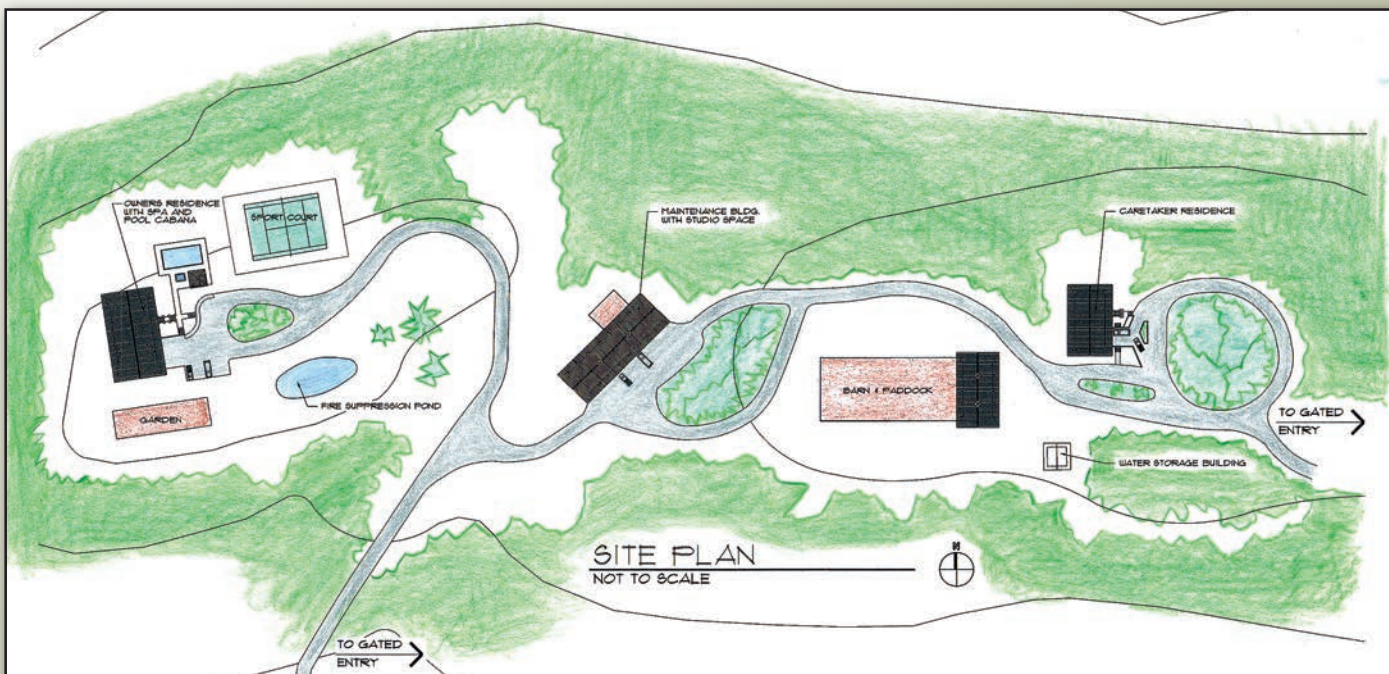 OWNERS RESIDENCE
WITH SPA AND
POOL CABANA
SPORT COURT
MAINTENANCE BLDG.
WITH STUDIO SPACE
CARETAKER RESIDENCE
BARN & PADDOCK
FIRE SUPPRESSION POND
GARDEN
TO GATED
ENTRY
WATER STORAGE BUILDING
SITE PLAN
NOT TO SCALE
N
TO GATED
ENTRY